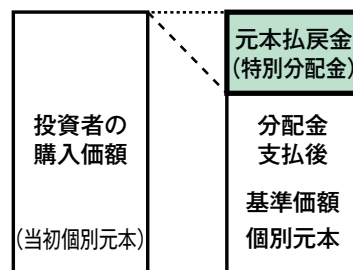 投資者の
購入価額
(当初個別元本)
元本払戻金
(特別分配金)
分配金
支払後
基準価額
個別元本